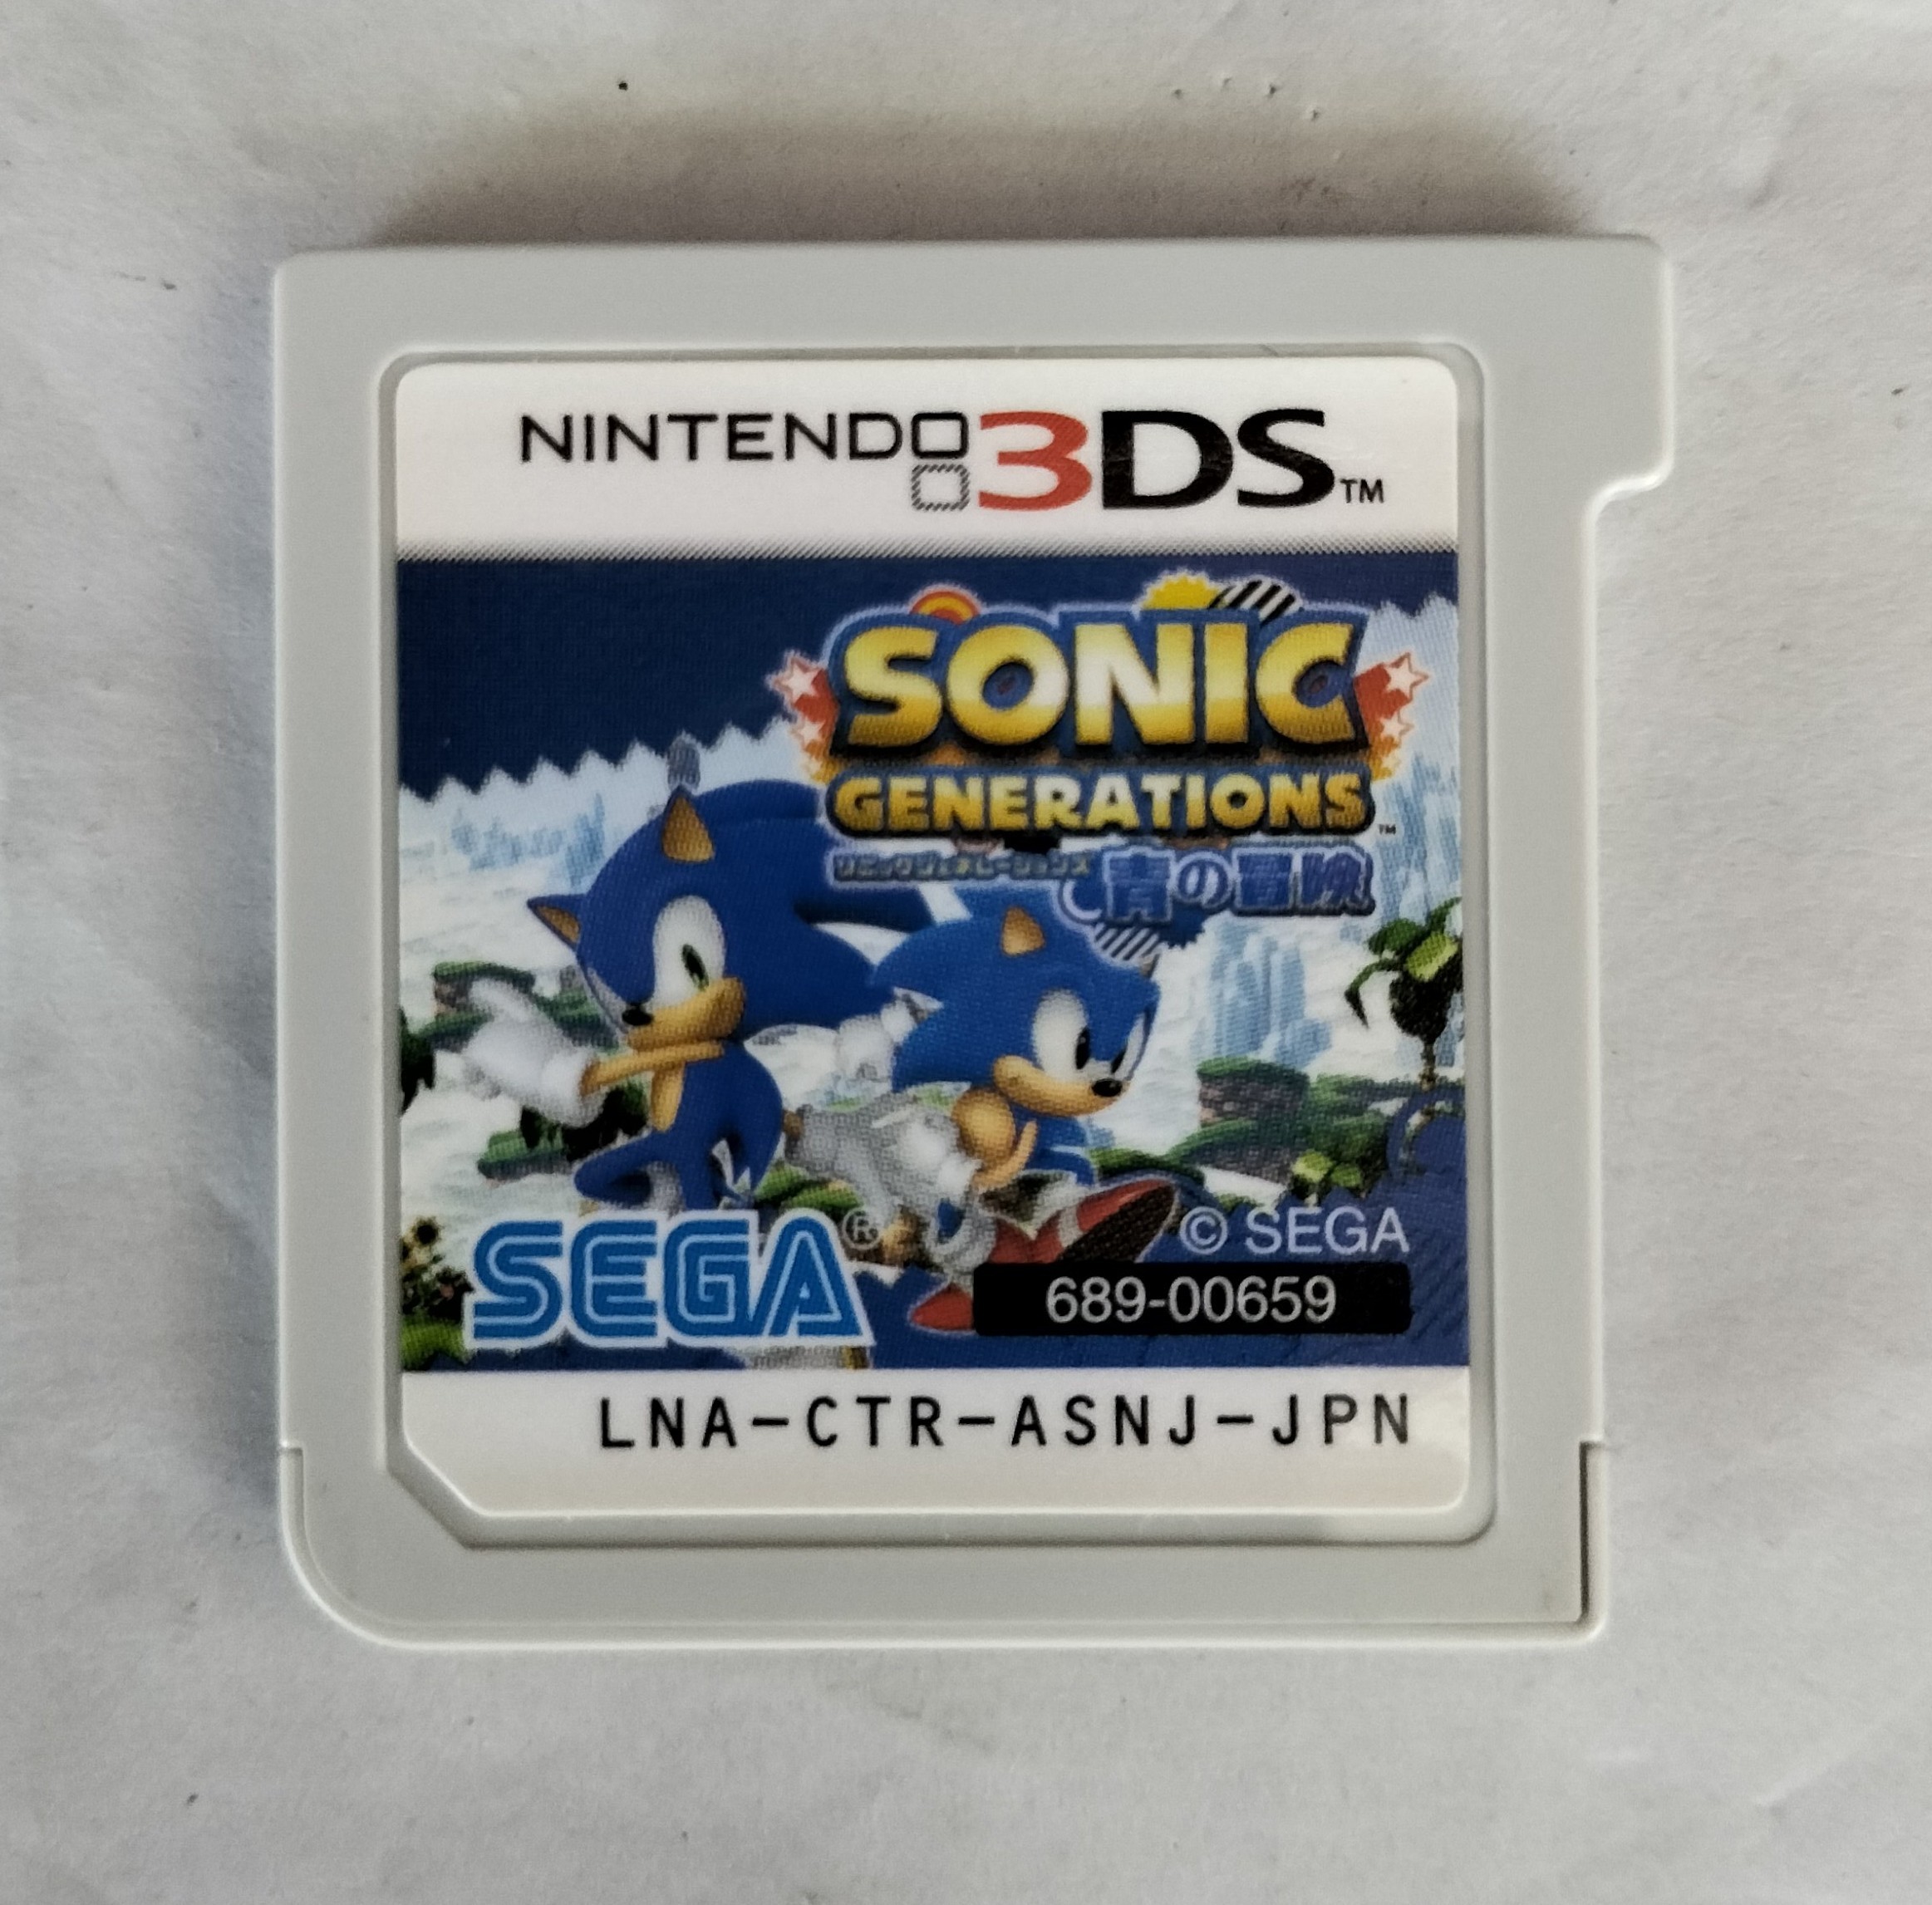 NINTENDO 3DS™
SONIC
GENERATIONS™
ソニックジェネレーションズ 青の冒険
SEGA®
© SEGA
689-00659
LNA-CTR-ASNJ-JPN